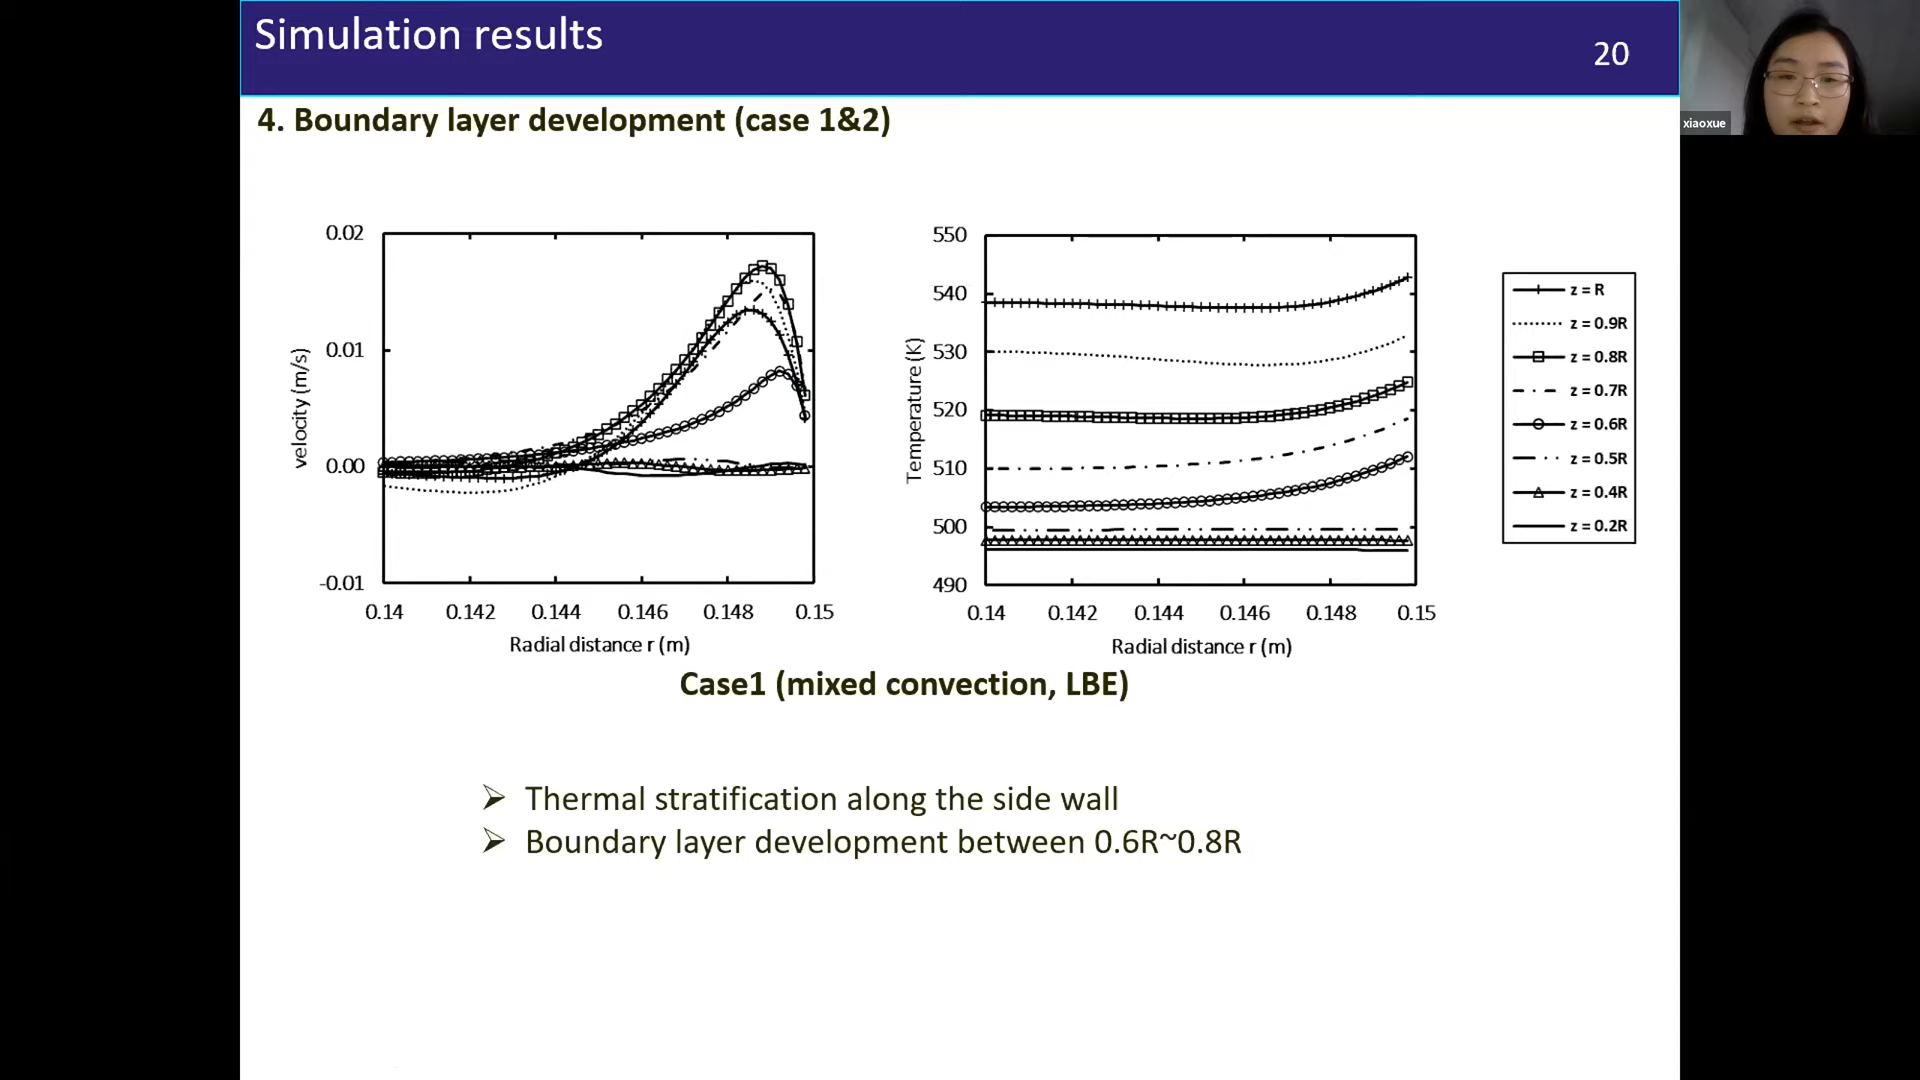 Simulation results
20
xiaoxue
4. Boundary layer development (case 1&2)
0.02
0.01
0.00
-0.01
velocity (m/s)
0.14 0.142 0.144 0.146 0.148 0.15
Radial distance r (m)
550
540
530
520
510
500
490
Temperature (K)
0.14 0.142 0.144 0.146 0.148 0.15
Radial distance r (m)
z = R
z = 0.9R
z = 0.8R
z = 0.7R
z = 0.6R
z = 0.5R
z = 0.4R
z = 0.2R
Case1 (mixed convection, LBE)
➢ Thermal stratification along the side wall
➢ Boundary layer development between 0.6R~0.8R